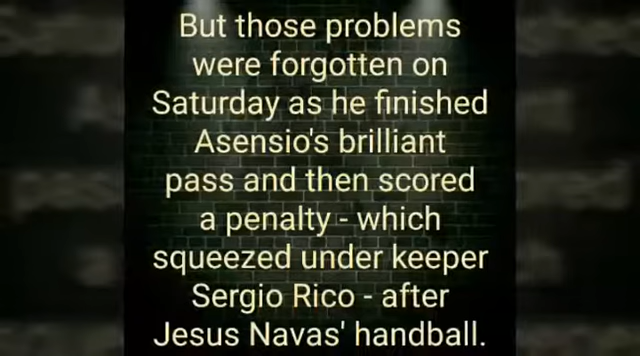 But those problems
were forgotten on
Saturday as he finished
Asensio's brilliant
pass and then scored
a penalty - which
squeezed under keeper
Sergio Rico - after
Jesus Navas' handball.